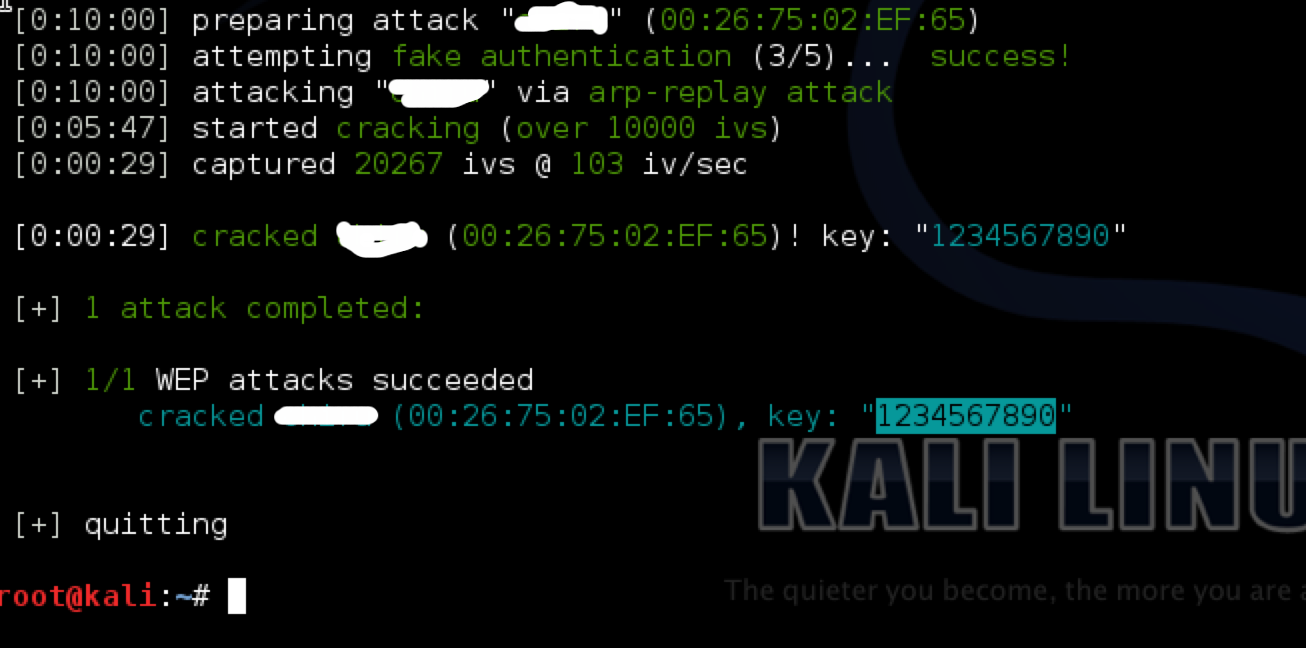 [0:10:00] preparing attack "" (00:26:75:02:EF:65)
[0:10:00] attempting fake authentication (3/5)... success!
[0:10:00] attacking "" via arp-replay attack
[0:05:47] started cracking (over 10000 ivs)
[0:00:29] captured 20267 ivs @ 103 iv/sec
[0:00:29] cracked (00:26:75:02:EF:65)! key: "1234567890"
[+] 1 attack completed:
[+] 1/1 WEP attacks succeeded
cracked (00:26:75:02:EF:65), key: "1234567890"
KALI LINU
[+] quitting
The quieter you become, the more you are a
root@kali:~#